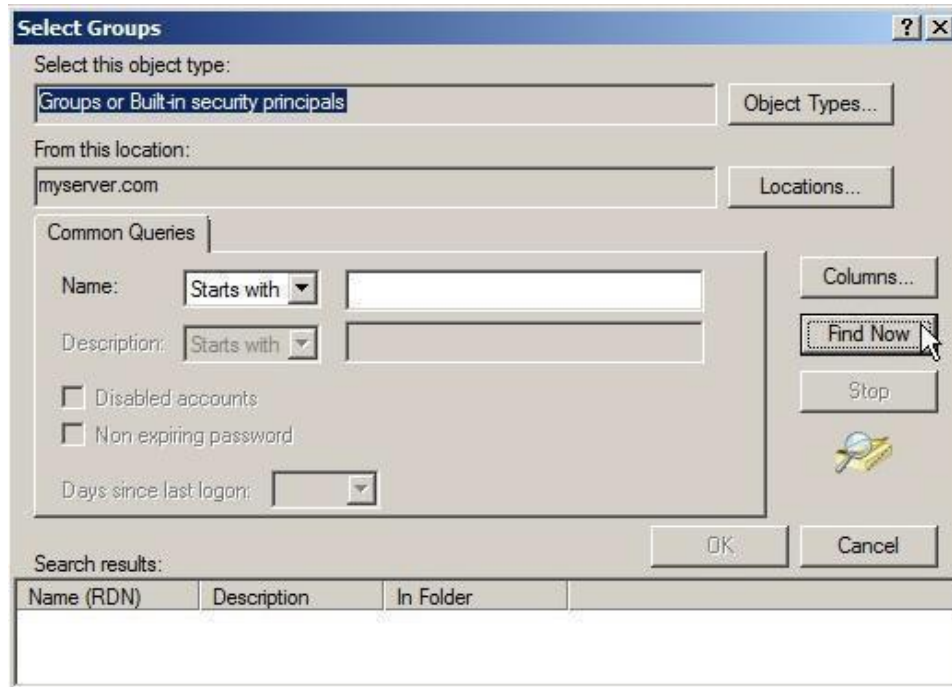 Select Groups
Select this object type:
Groups or Built-in security principals
Object Types...
From this location:
myserver.com
Locations...
Common Queries
Name:
Starts with
Columns...
Description:
Starts with
Find Now
Disabled accounts
Stop
Non expiring password
Days since last logon:
OK
Cancel
Search results:
Name (RDN)
Description
In Folder